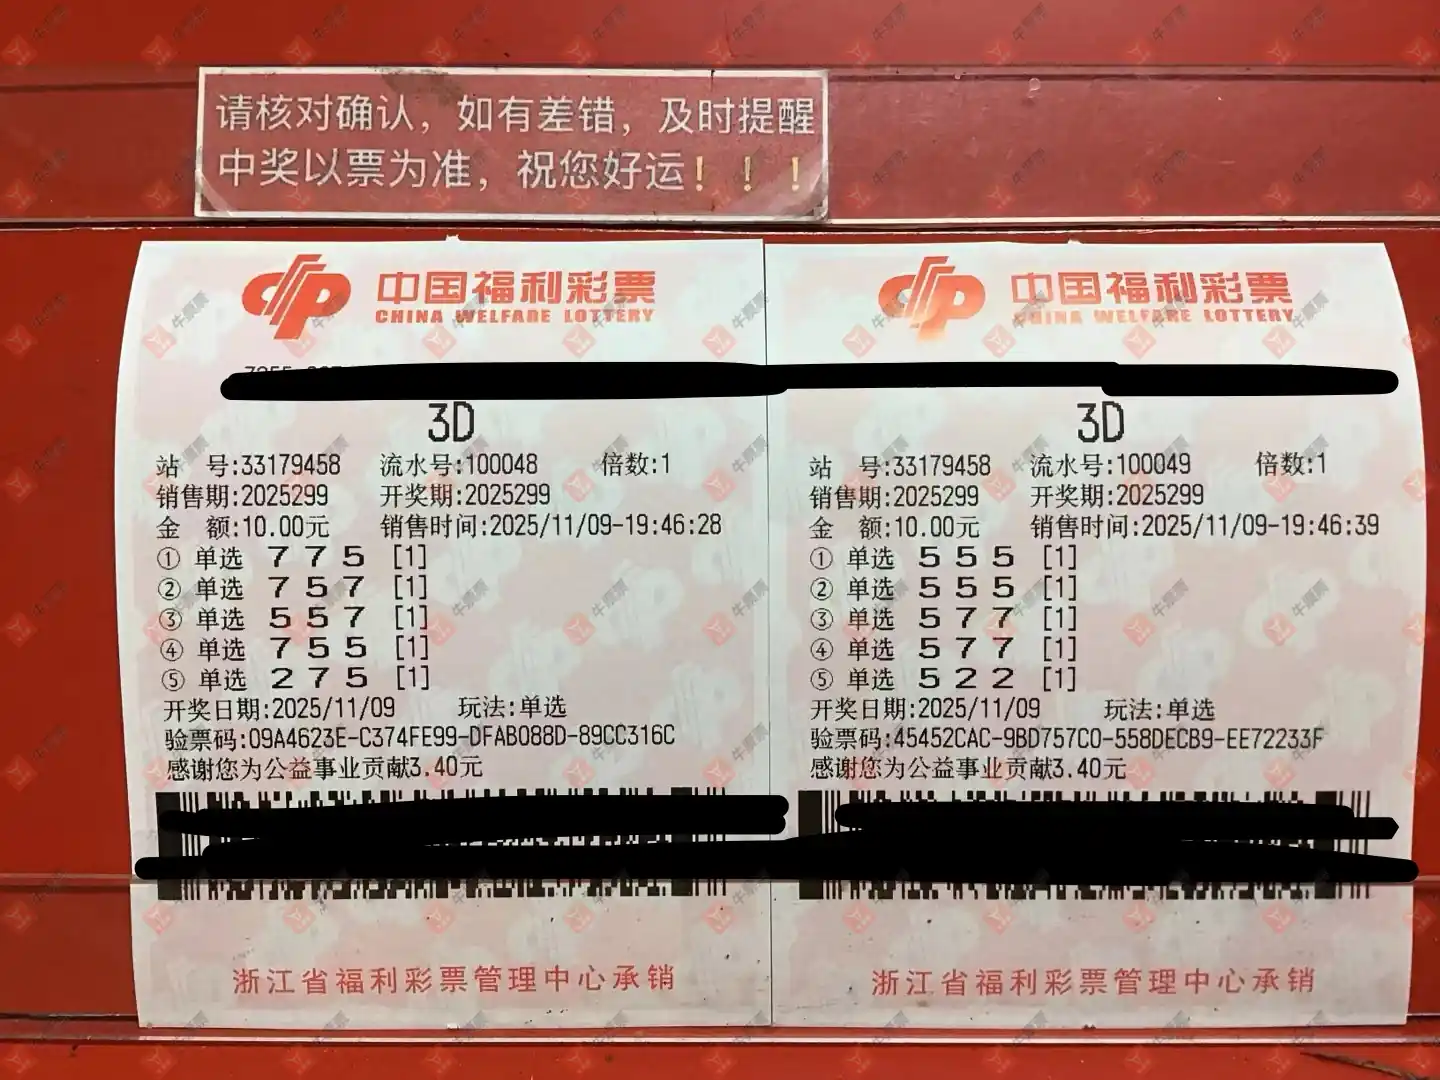 请核对确认，如有差错，及时提醒
中奖以票为准，祝您好运！！！
中国福利彩票
CHINA WELFARE LOTTERY
3D
站 号:33179458 流水号:100048 倍数:1
销售期:2025299 开奖期:2025299
金 额:10.00元 销售时间:2025/11/09-19:46:28
① 单选 7 7 5 [1]
② 单选 7 5 7 [1]
③ 单选 5 5 7 [1]
④ 单选 7 5 5 [1]
⑤ 单选 2 7 5 [1]
开奖日期:2025/11/09 玩法:单选
验票码:09A4623E-C374FE99-DFAB088D-89CC316C
感谢您为公益事业贡献3.40元
浙江省福利彩票管理中心承销
中国福利彩票
CHINA WELFARE LOTTERY
3D
站 号:33179458 流水号:100049 倍数:1
销售期:2025299 开奖期:2025299
金 额:10.00元 销售时间:2025/11/09-19:46:39
① 单选 5 5 5 [1]
② 单选 5 5 5 [1]
③ 单选 5 7 7 [1]
④ 单选 5 7 7 [1]
⑤ 单选 5 2 2 [1]
开奖日期:2025/11/09 玩法:单选
验票码:45452CAC-9BD757C0-558DECB9-EE72233F
感谢您为公益事业贡献3.40元
浙江省福利彩票管理中心承销